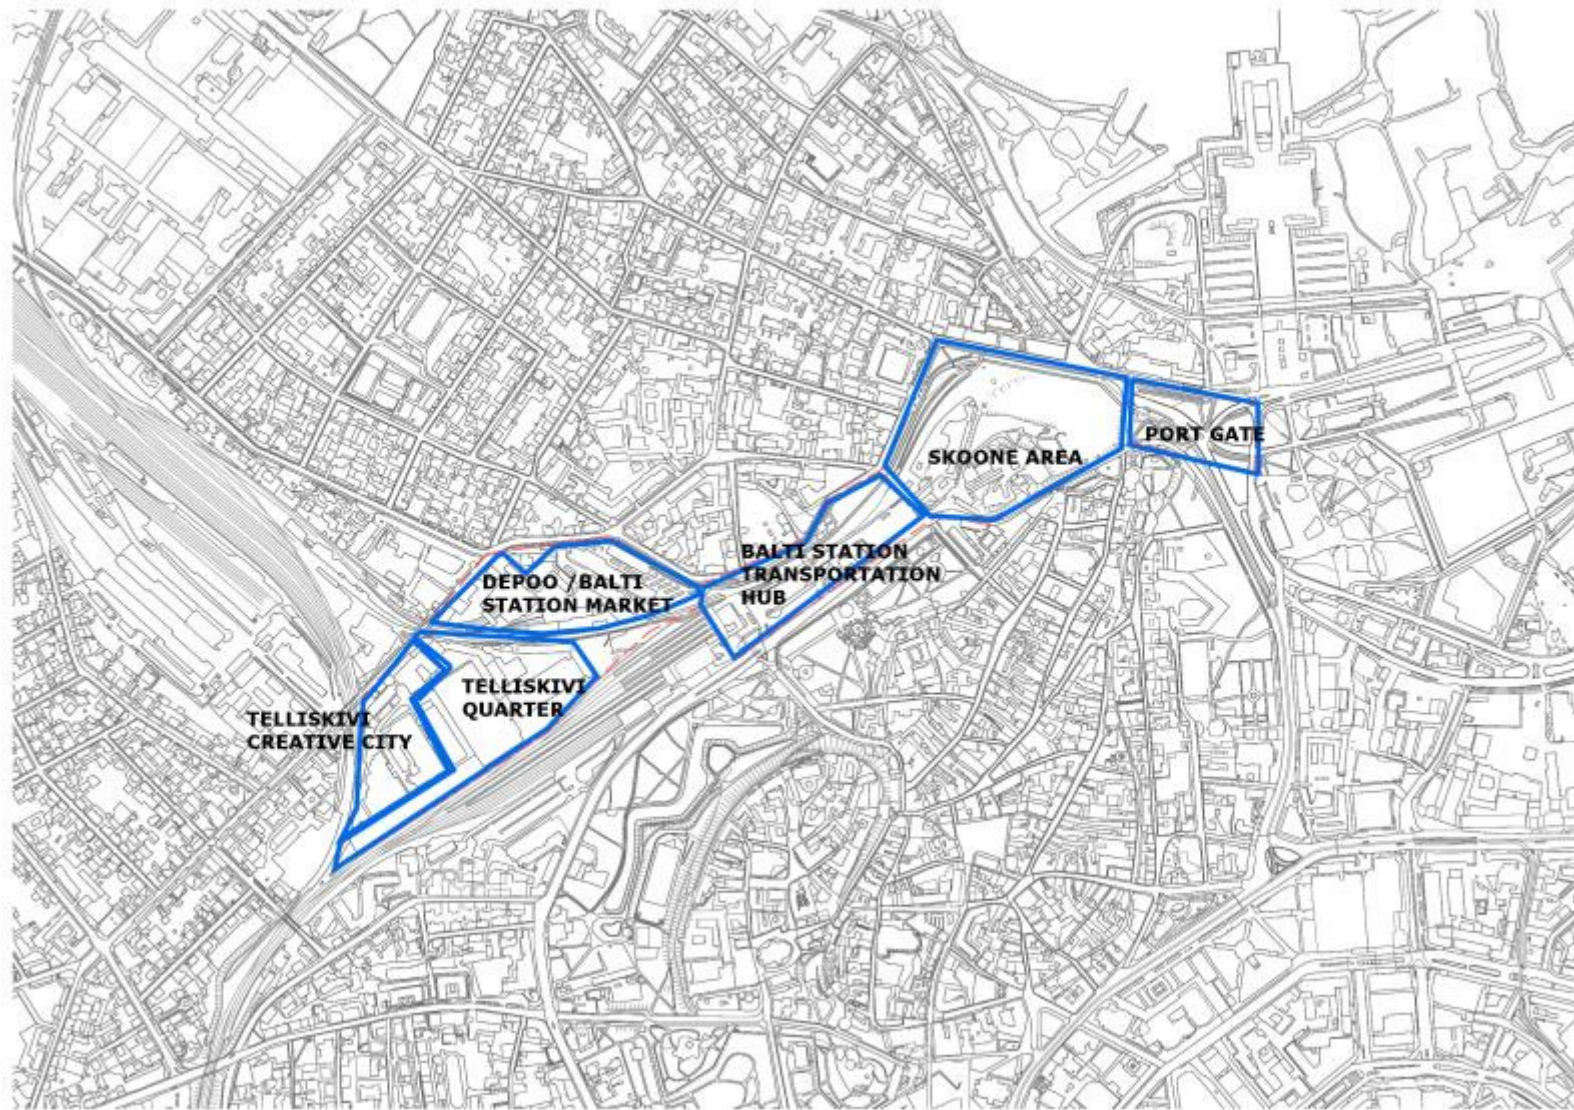 PORT GATE
SKOONE AREA
BALTI STATION
TRANSPORTATION
HUB
DEPOO /BALTI
STATION MARKET
TELLISKIVI
QUARTER
TELLISKIVI
CREATIVE CITY